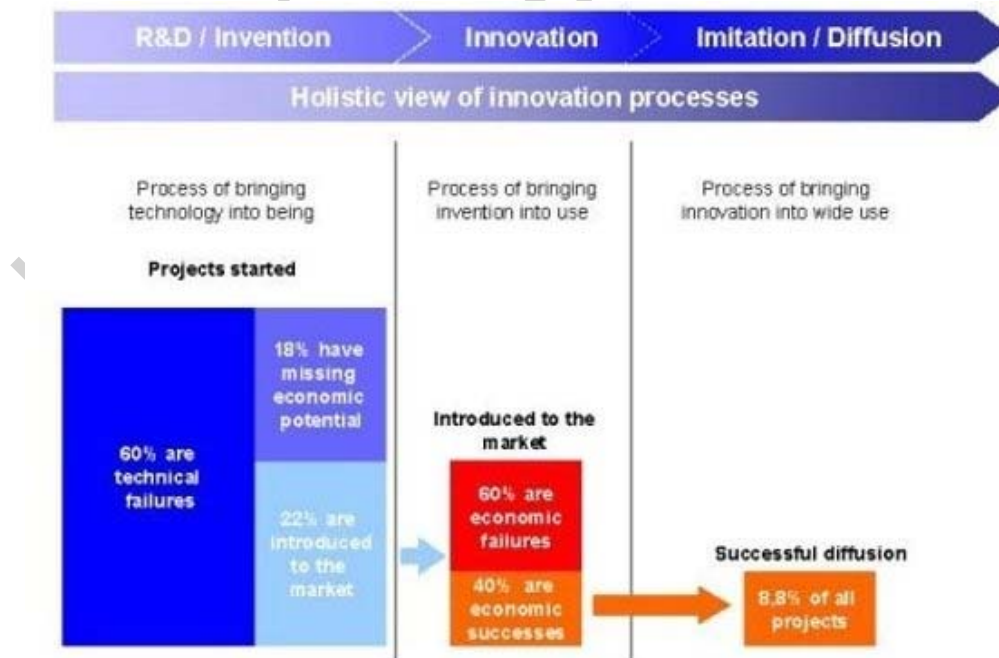 R&D / Invention
Innovation
Imitation / Diffusion
Holistic view of innovation processes
Process of bringing
technology into being
Process of bringing
invention into use
Process of bringing
innovation into wide use
Projects started
60% are
technical
failures
18% have
missing
economic
potential
22% are
introduced
to the
market
Introduced to the
market
60% are
economic
failures
40% are
economic
successes
Successful diffusion
8,8% of all
projects